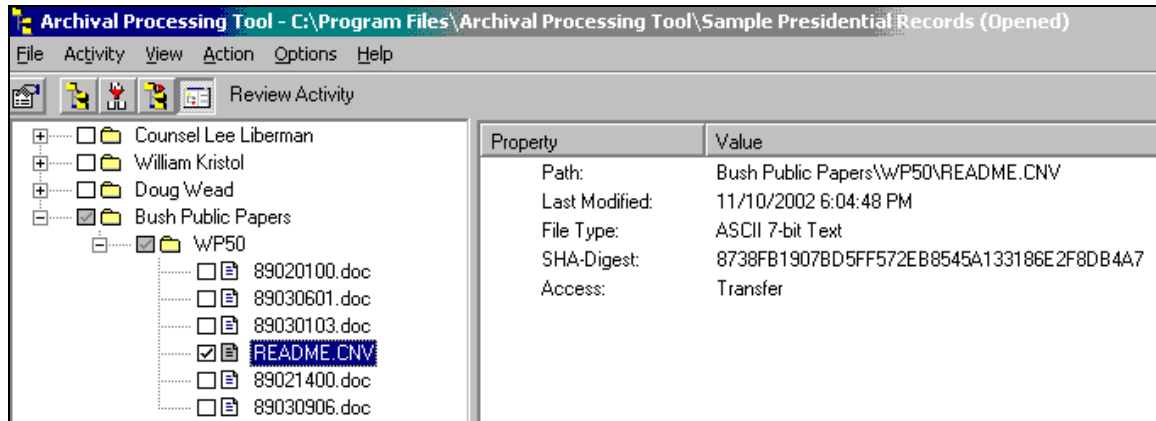 Archival Processing Tool - C:\Program Files\Archival Processing Tool\Sample Presidential Records (Opened)
File Activity View Action Options Help
Review Activity
Counsel Lee Liberman
William Kristol
Doug Wead
Bush Public Papers
WP50
89020100.doc
89030601.doc
89030103.doc
README.CNV
89021400.doc
89030906.doc
Property Value
Path: Bush Public Papers\WP50\README.CNV
Last Modified: 11/10/2002 6:04:48 PM
File Type: ASCII 7-bit Text
SHA-Digest: 8738FB1907BD5FF572EB8545A133186E2F8DB4A7
Access: Transfer